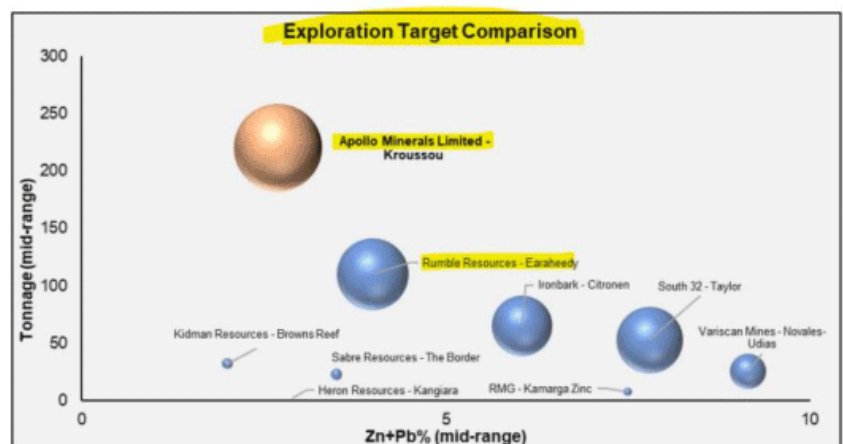 Exploration Target Comparison
Tonnage (mid-range)
300
250
200
150
100
50
0
Apollo Minerals Limited -
Kroussou
Rumble Resources - Earaheedy
Ironbark - Citronen
South 32 - Taylor
Kidman Resources - Browns Reef
Variscan Mines - Novales-
Udias
Sabre Resources - The Border
Heron Resources - Kangiara
RMG - Kamarga Zinc
0
5
10
Zn+Pb% (mid-range)